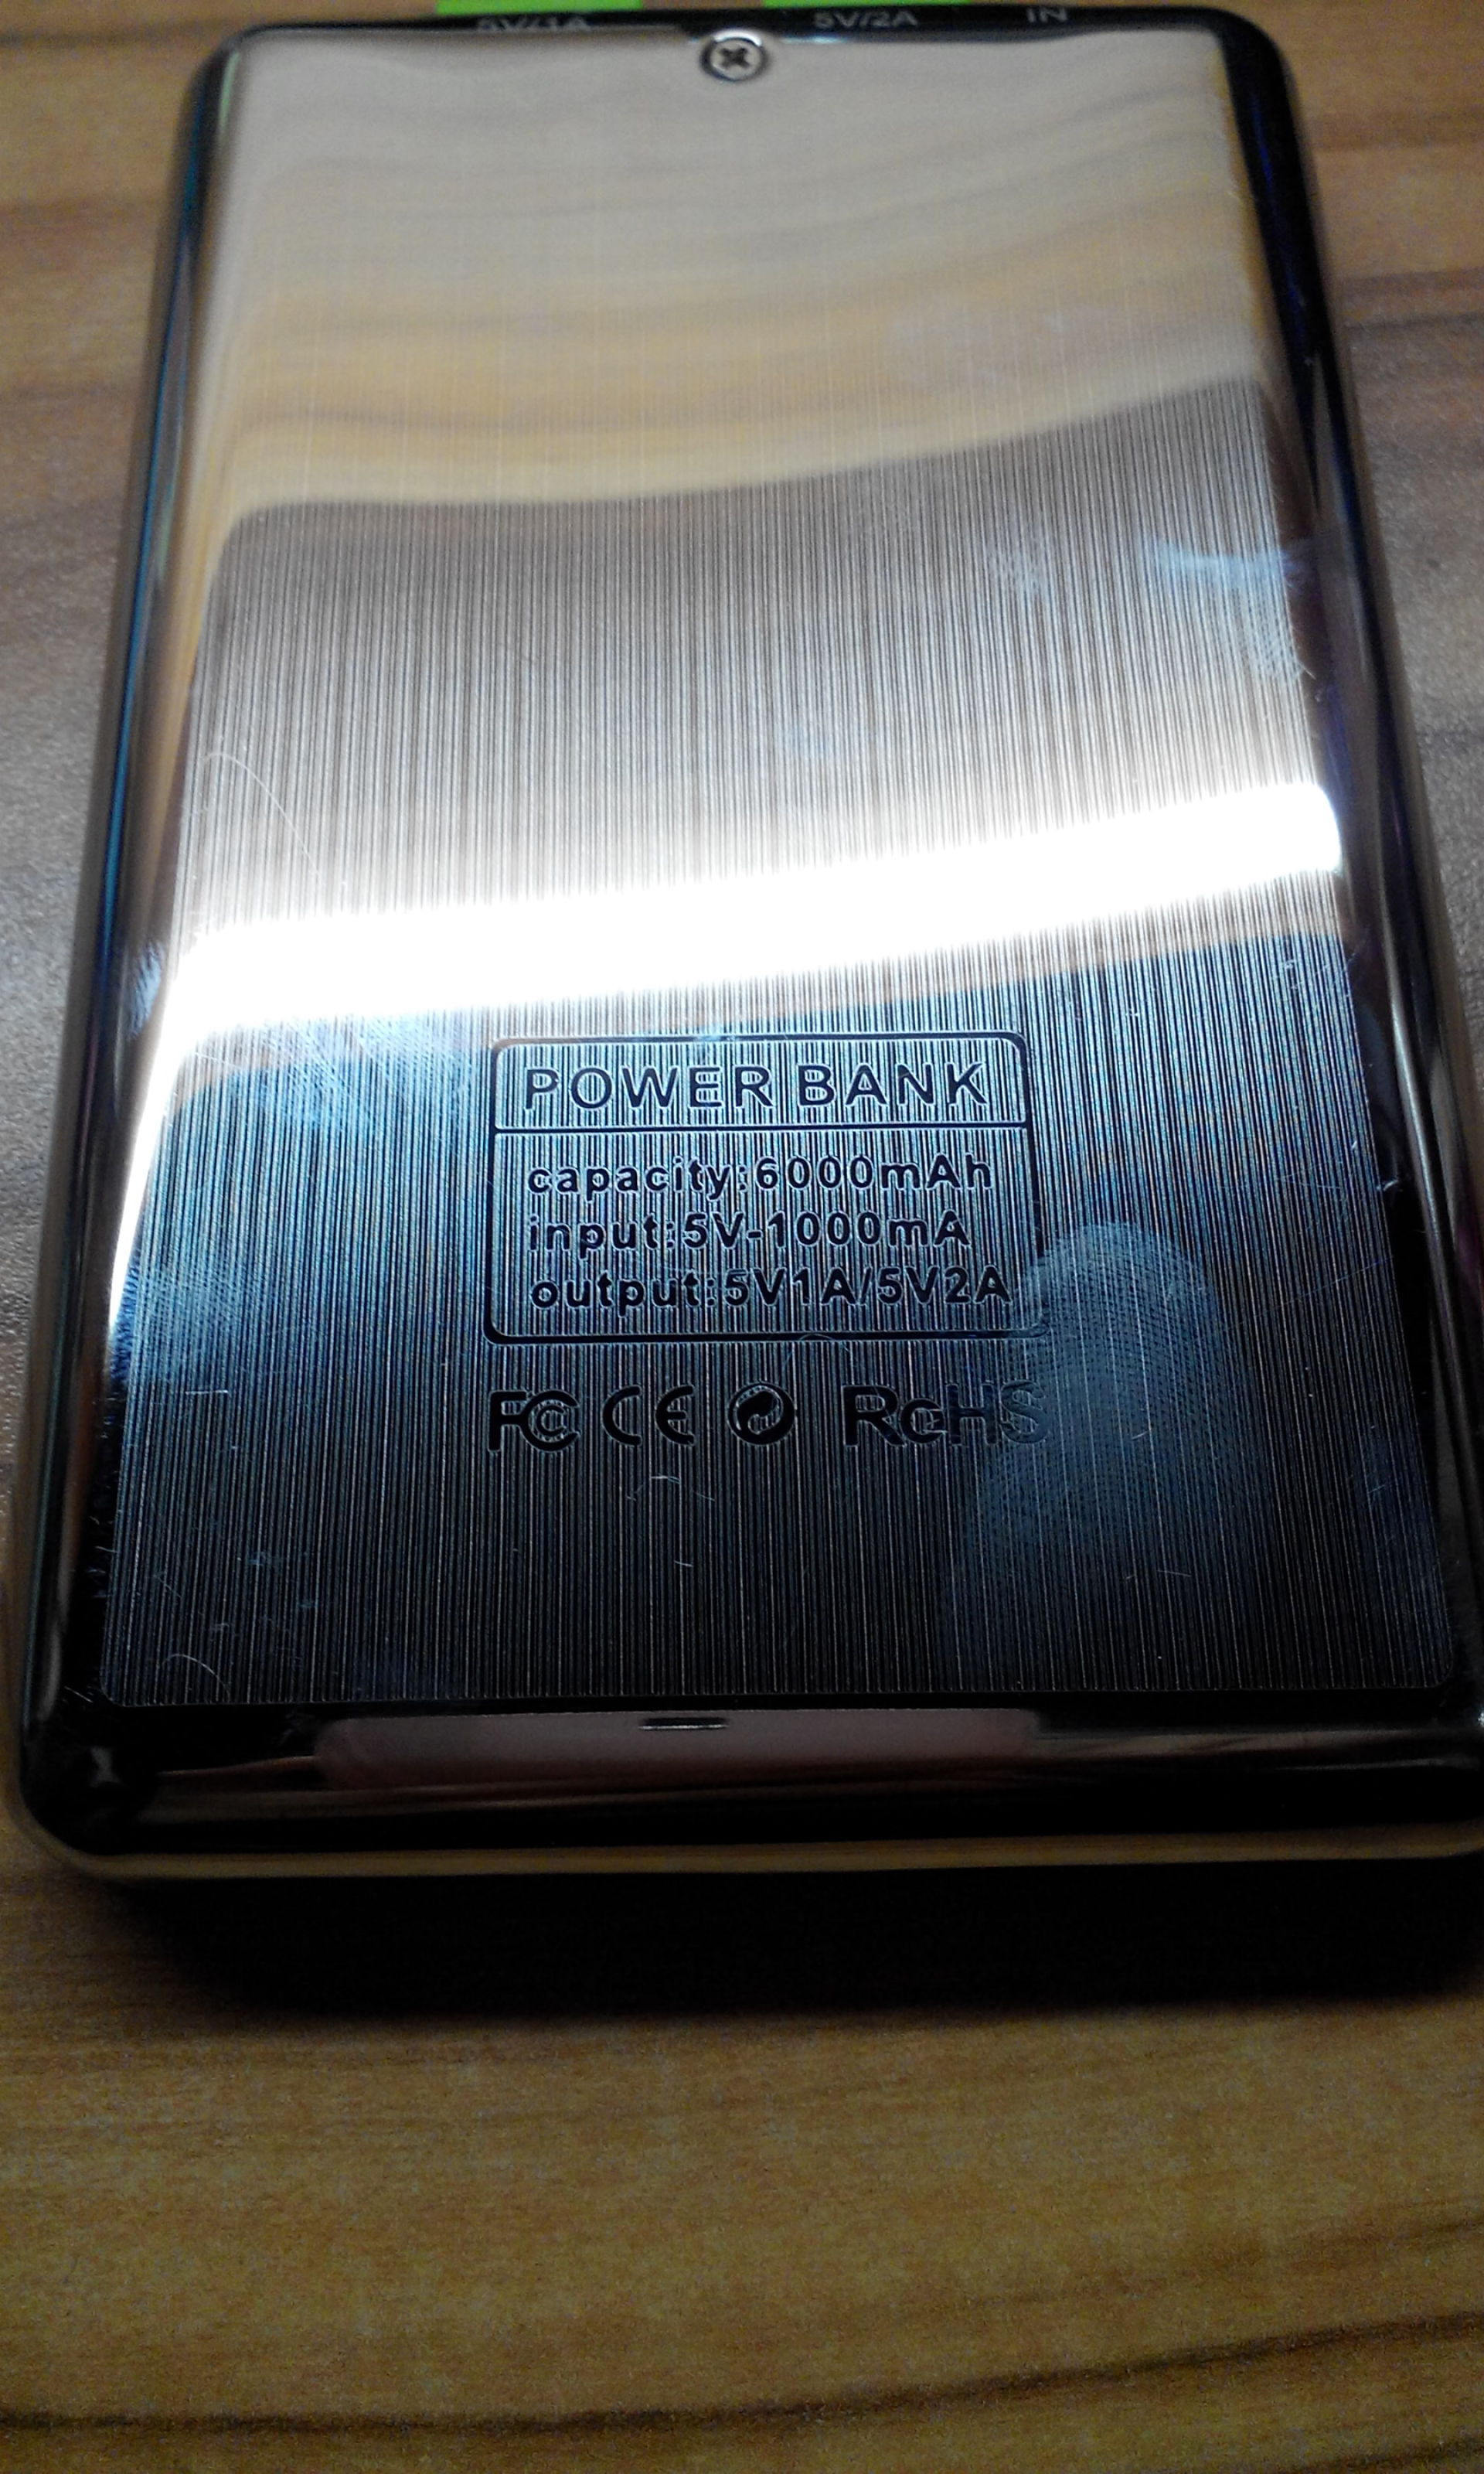 5V/1A 5V/2A IN
POWER BANK
capacity:6000mAh
input:5V-1000mA
output:5V1A/5V2A
FC CE RoHS